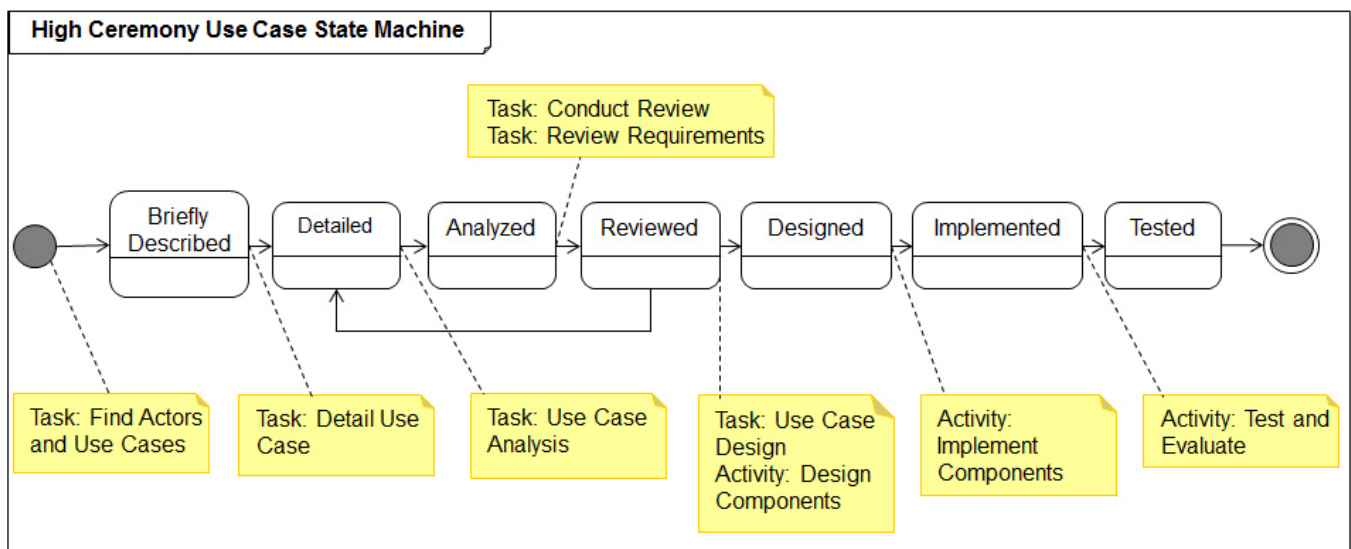 High Ceremony Use Case State Machine
Task: Conduct Review
Task: Review Requirements
Briefly
Described
Detailed
Analyzed
Reviewed
Designed
Implemented
Tested
Task: Find Actors
and Use Cases
Task: Detail Use
Case
Task: Use Case
Analysis
Task: Use Case
Design
Activity: Design
Components
Activity:
Implement
Components
Activity: Test and
Evaluate